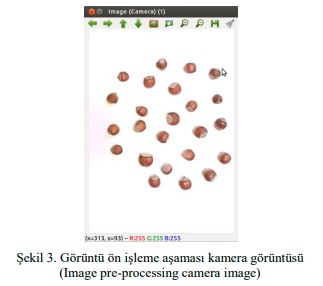 Image (Camera) (1)
(x=313, y=93) ~ R:255 G:255 B:255
Şekil 3. Görüntü ön işleme aşaması kamera görüntüsü
(Image pre-processing camera image)